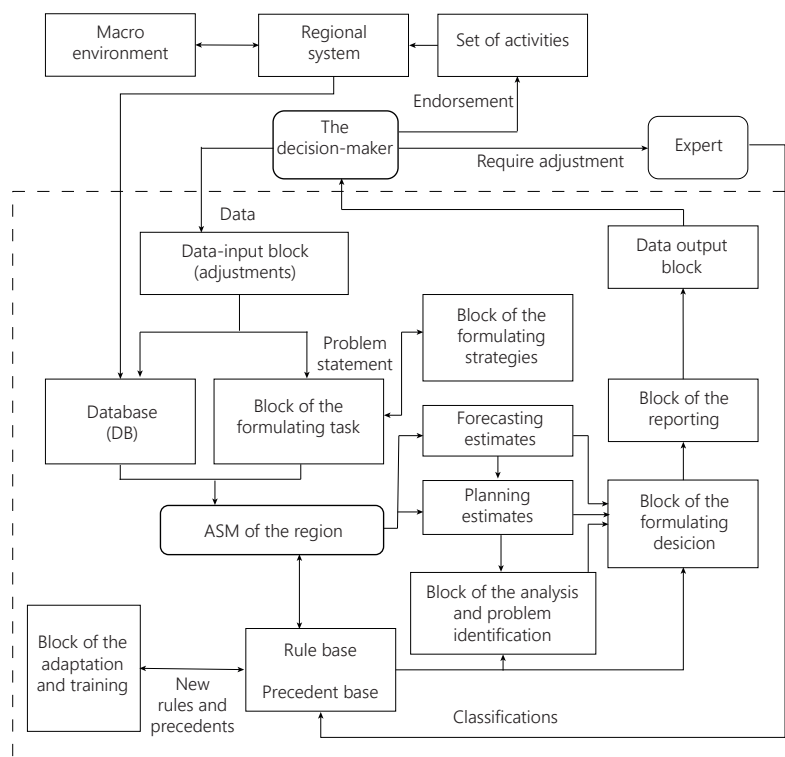 Macro
environment
Regional
system
Set of activities
Endorsement
The
decision-maker
Require adjustment
Expert
Data
Data-input block
(adjustments)
Data output
block
Problem
statement
Block of the
formulating
strategies
Database
(DB)
Block of the
formulating task
Forecasting
estimates
Block of the
reporting
Planning
estimates
Block of the
formulating
desicion
ASM of the region
Block of the analysis
and problem
identification
Block of the
adaptation
and training
New
rules and
precedents
Rule base
Precedent base
Classifications